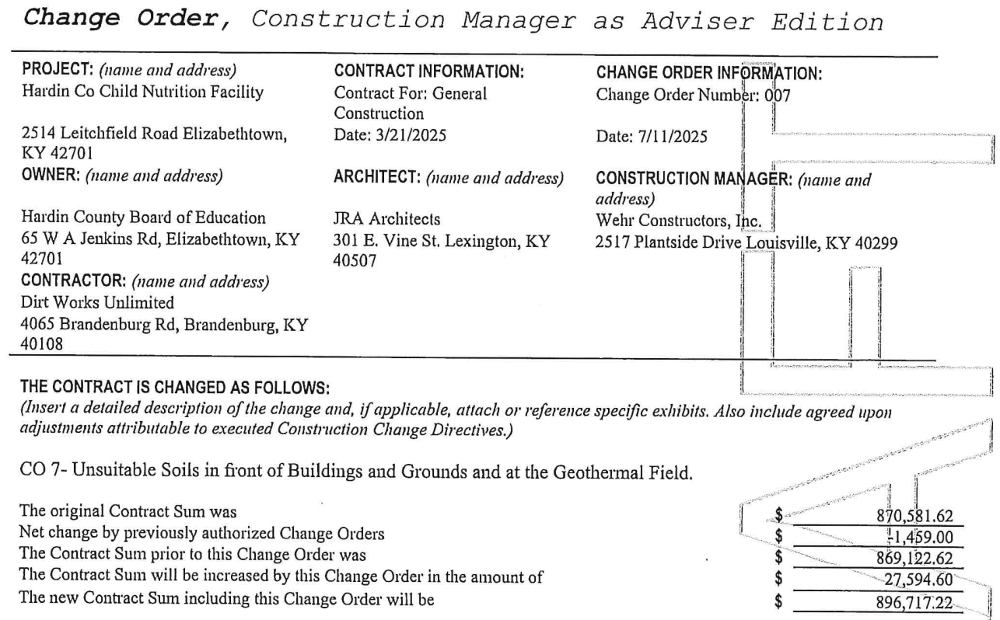 Change Order, Construction Manager as Adviser Edition
PROJECT: (name and address)
Hardin Co Child Nutrition Facility
2514 Leitchfield Road Elizabethtown,
KY 42701
CONTRACT INFORMATION:
Contract For: General
Construction
Date: 3/21/2025
CHANGE ORDER INFORMATION:
Change Order Number: 007
Date: 7/11/2025
OWNER: (name and address)
Hardin County Board of Education
65 W A Jenkins Rd, Elizabethtown, KY
42701
ARCHITECT: (name and address)
JRA Architects
301 E. Vine St. Lexington, KY
40507
CONSTRUCTION MANAGER: (name and
address)
Wehr Constructors, Inc.
2517 Plantside Drive Louisville, KY 40299
CONTRACTOR: (name and address)
Dirt Works Unlimited
4065 Brandenburg Rd, Brandenburg, KY
40108
THE CONTRACT IS CHANGED AS FOLLOWS:
(Insert a detailed description of the change and, if applicable, attach or reference specific exhibits. Also include agreed upon
adjustments attributable to executed Construction Change Directives.)
CO 7- Unsuitable Soils in front of Buildings and Grounds and at the Geothermal Field.
The original Contract Sum was $ 870,581.62
Net change by previously authorized Change Orders $ -1,459.00
The Contract Sum prior to this Change Order was $ 869,122.62
The Contract Sum will be increased by this Change Order in the amount of $ 27,594.60
The new Contract Sum including this Change Order will be $ 896,717.22